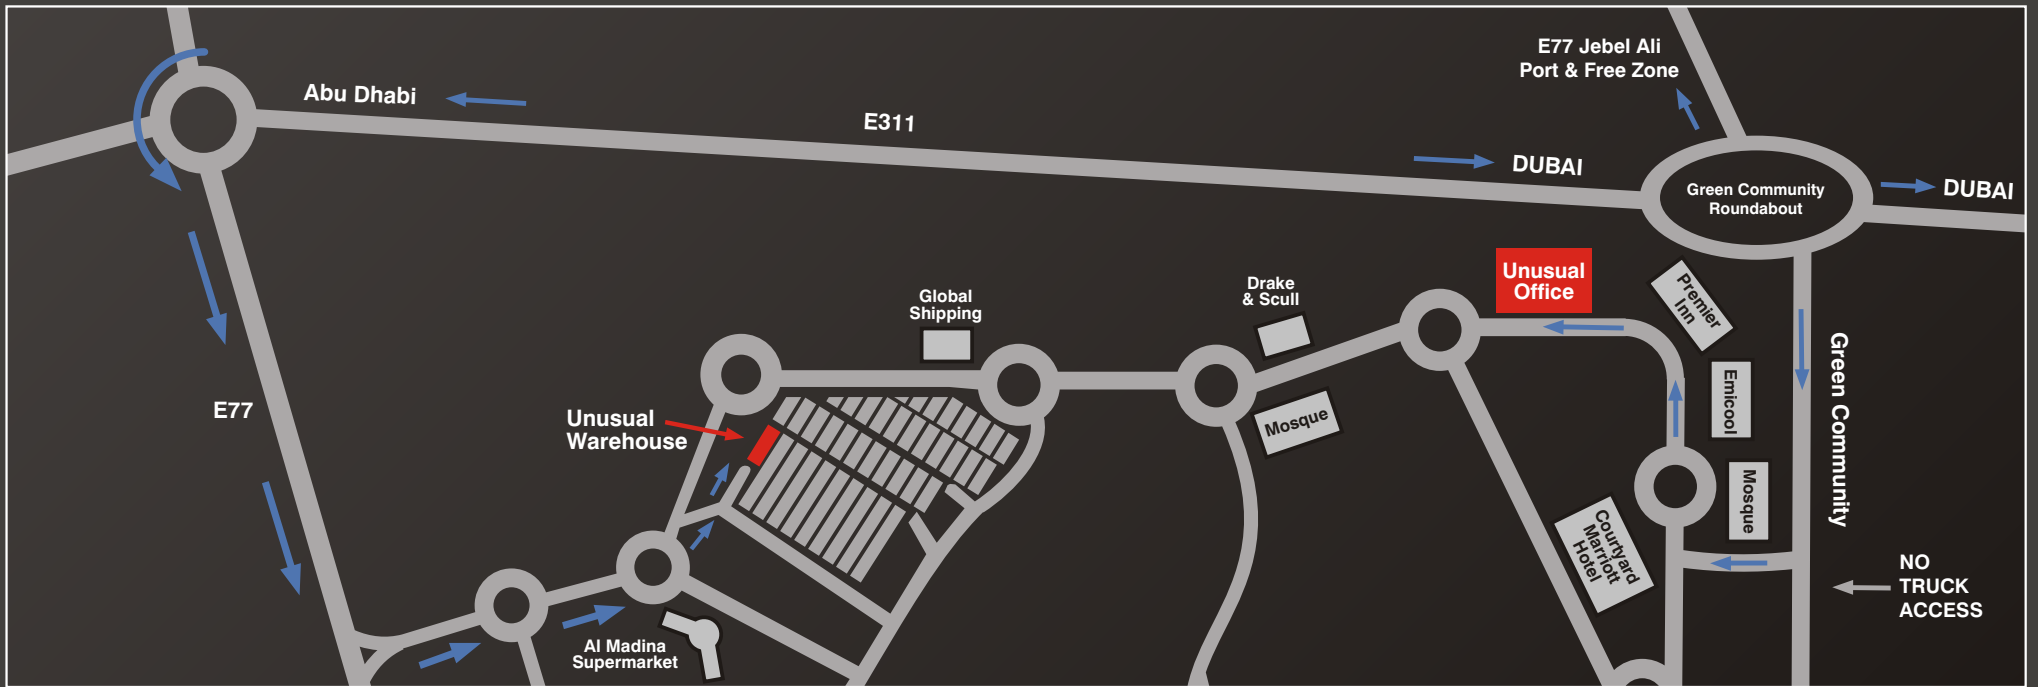 E77 Jebel Ali
Port & Free Zone
Abu Dhabi
E311
DUBAI
Green Community
Roundabout
DUBAI
Unusual
Office
Premier
Inn
Drake
& Scull
Global
Shipping
Green Community
Emicool
E77
Unusual
Warehouse
Mosque
Mosque
Courtyard
Marriott
Hotel
NO
TRUCK
ACCESS
Al Madina
Supermarket